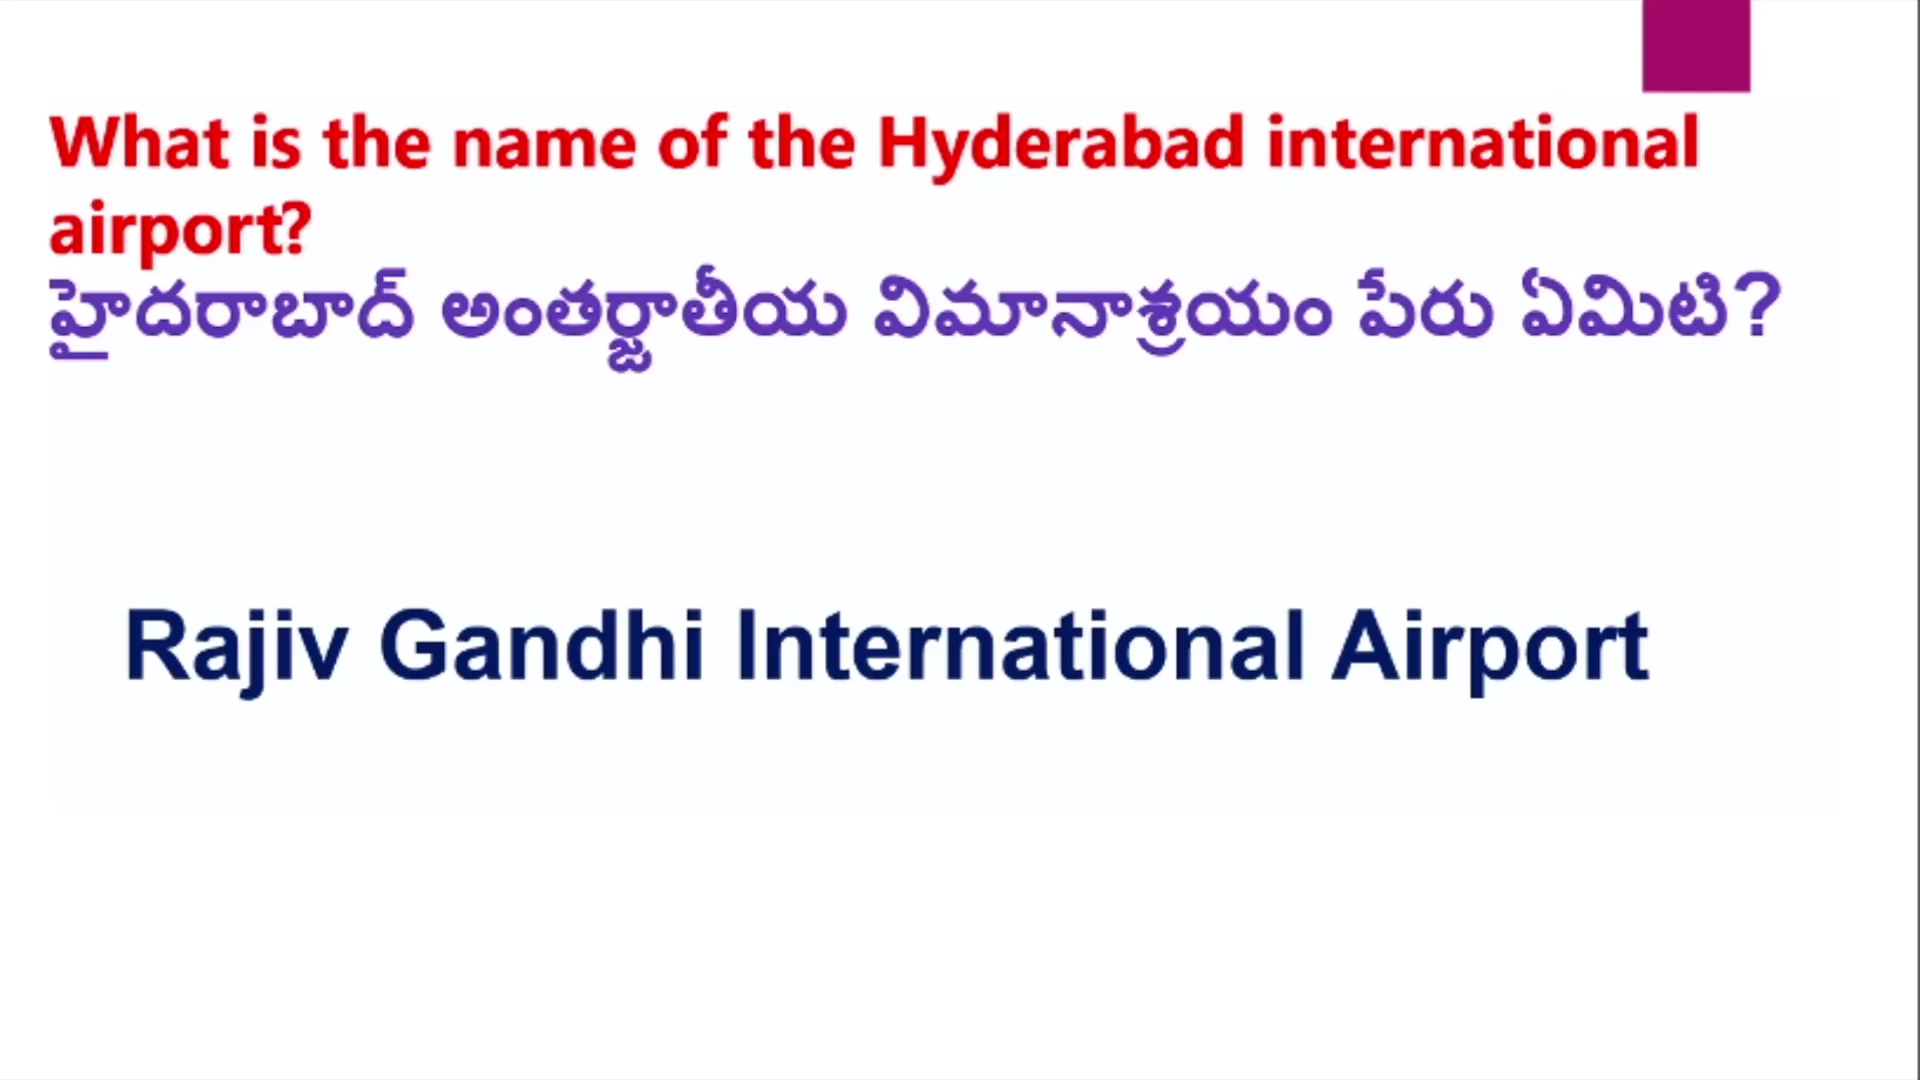 What is the name of the Hyderabad international
airport?
హైదరాబాద్ అంతర్జాతీయ విమానాశ్రయం పేరు ఏమిటి?
Rajiv Gandhi International Airport